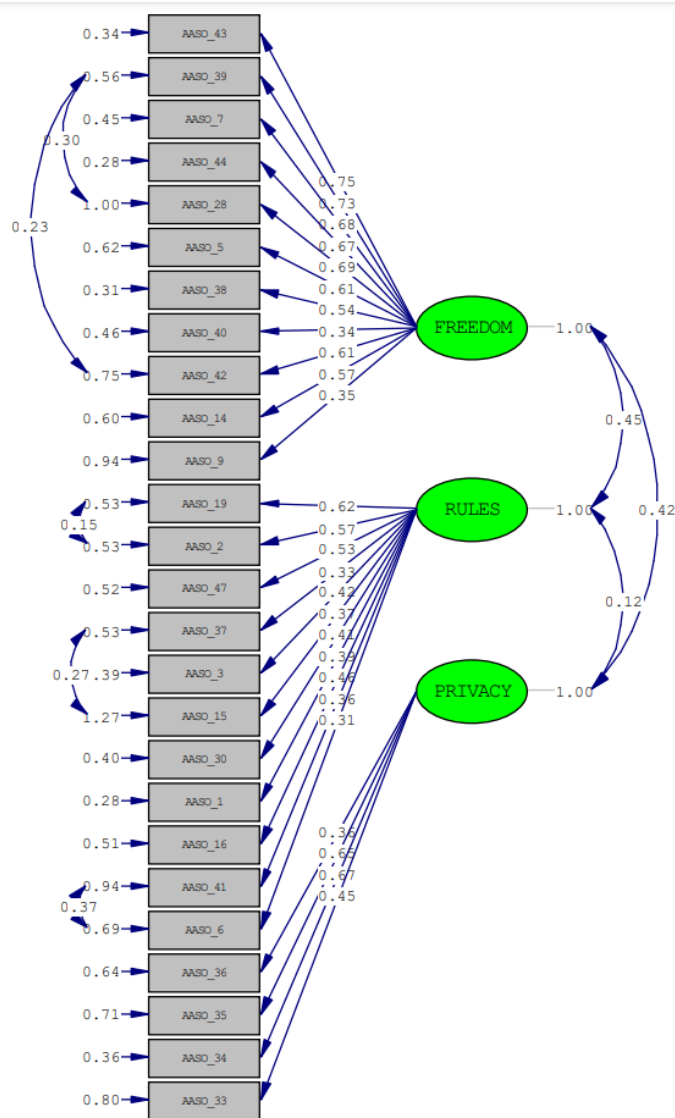 0.34 AASO_43
0.56 AASO_39
0.45 AASO_7
0.30
0.28 AASO_44
0.75
1.00 AASO_28
0.73
0.23
0.68
0.62 AASO_5
0.67
0.69
0.31 AASO_38
0.61
0.54
0.46 AASO_40
0.34 FREEDOM 1.00
0.61
0.75 AASO_42
0.57
0.35
0.60 AASO_14
0.45
0.94 AASO_9
0.53 AASO_19
0.62 RULES 1.00 0.42
0.15
0.53 AASO_2
0.57
0.53
0.52 AASO_47
0.33
0.42
0.12
0.37
0.53 AASO_37
0.41
0.39
0.27.39 AASO_3
0.46
PRIVACY 1.00
0.36
1.27 AASO_15
0.31
0.40 AASO_30
0.28 AASO_1
0.36
0.51 AASO_16
0.65
0.67
0.94 AASO_41
0.45
0.37
0.69 AASO_6
0.64 AASO_36
0.71 AASO_35
0.36 AASO_34
0.80 AASO_33